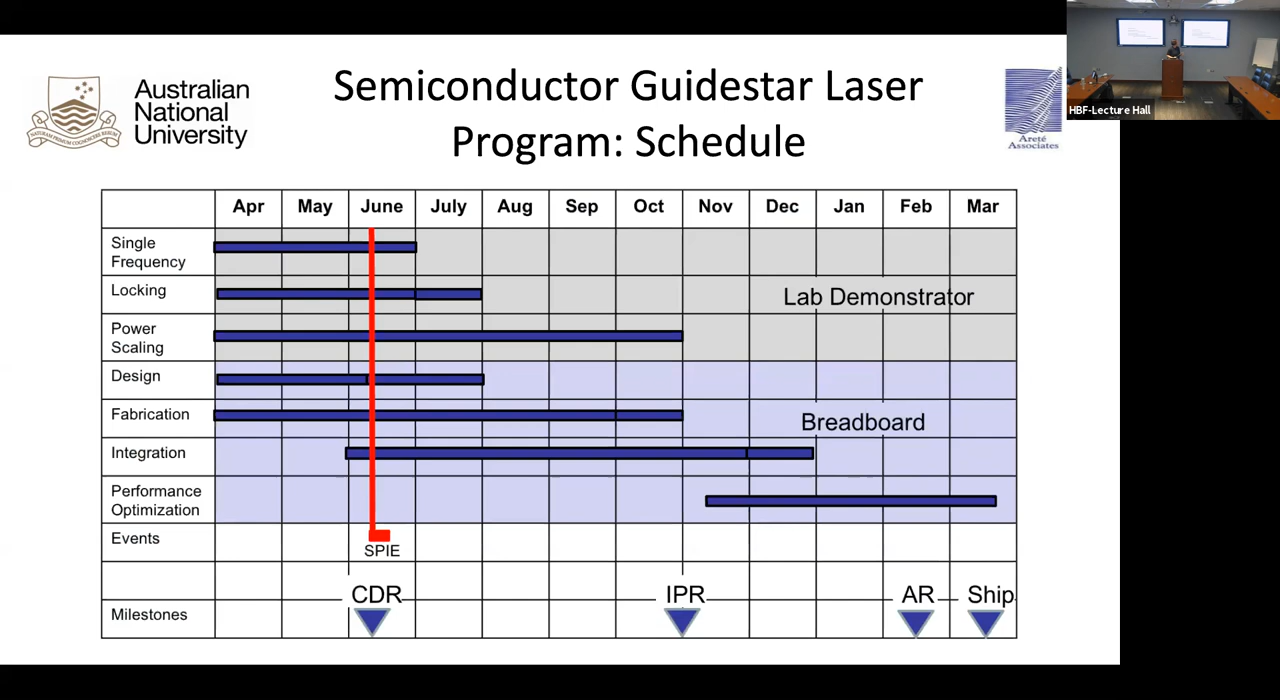 Australian
National
University
Semiconductor Guidestar Laser
Program: Schedule
Areté
Associates
HBF-Lecture Hall
Apr May June July Aug Sep Oct Nov Dec Jan Feb Mar
Single
Frequency
Locking
Lab Demonstrator
Power
Scaling
Design
Fabrication
Breadboard
Integration
Performance
Optimization
Events
SPIE
CDR IPR AR Ship
Milestones